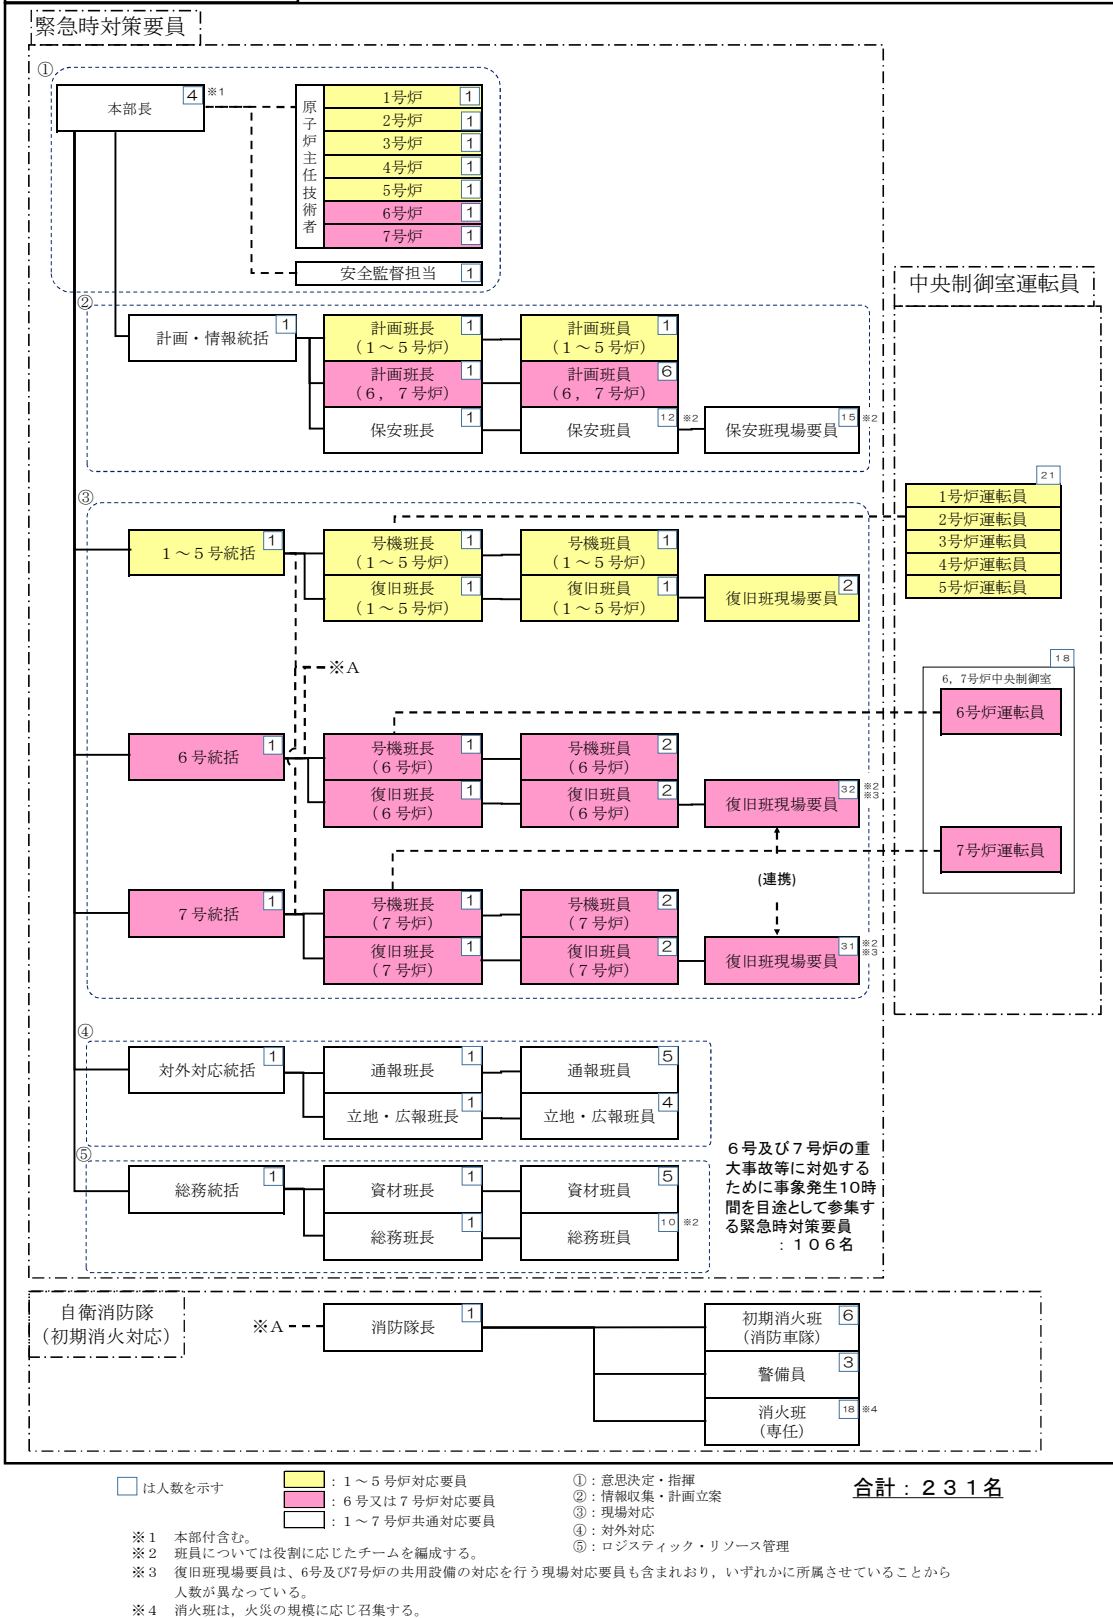 緊急時対策要員
①
本部長 4 ※1
原子炉主任技術者
1号炉 1
2号炉 1
3号炉 1
4号炉 1
5号炉 1
6号炉 1
7号炉 1
安全監督担当 1
中央制御室運転員
②
計画・情報統括 1
計画班長 1
(1～5号炉)
計画班員 1
(1～5号炉)
計画班長 1
(6，7号炉)
計画班員 6
(6，7号炉)
保安班長 1
保安班員 12 ※2
保安班現場要員 15 ※2
21
1号炉運転員
2号炉運転員
3号炉運転員
4号炉運転員
5号炉運転員
③
1～5号統括 1
号機班長 1
(1～5号炉)
号機班員 1
(1～5号炉)
復旧班長 1
(1～5号炉)
復旧班員 1
(1～5号炉)
復旧班現場要員 2
※A
18
6，7号炉中央制御室
6号炉運転員
7号炉運転員
6号統括 1
号機班長 1
(6号炉)
号機班員 2
(6号炉)
復旧班長 1
(6号炉)
復旧班員 2
(6号炉)
復旧班現場要員 32 ※2
※3
(連携)
7号統括 1
号機班長 1
(7号炉)
号機班員 2
(7号炉)
復旧班長 1
(7号炉)
復旧班員 2
(7号炉)
復旧班現場要員 31 ※2
※3
④
対外対応統括 1
通報班長 1
通報班員 5
立地・広報班長 1
立地・広報班員 4
⑤
総務統括 1
資材班長 1
資材班員 5
総務班長 1
総務班員 10 ※2
6号及び7号炉の重
大事故等に対処する
ために事象発生10時
間を目途として参集す
る緊急時対策要員
：106名
自衛消防隊
(初期消火対応)
※A
消防隊長 1
初期消火班 6
(消防車隊)
警備員 3
消火班 18 ※4
(専任)
は人数を示す
：1～5号炉対応要員
：6号又は7号炉対応要員
：1～7号炉共通対応要員
①：意思決定・指揮
②：情報収集・計画立案
③：現場対応
④：対外対応
⑤：ロジスティック・リソース管理
合計：231名
※1 本部付含む。
※2 班員については役割に応じたチームを編成する。
※3 復旧班現場要員は、6号及び7号炉の共用設備の対応を行う現場対応要員も含まれおり，いずれかに所属させていることから
人数が異なっている。
※4 消火班は，火災の規模に応じ召集する。